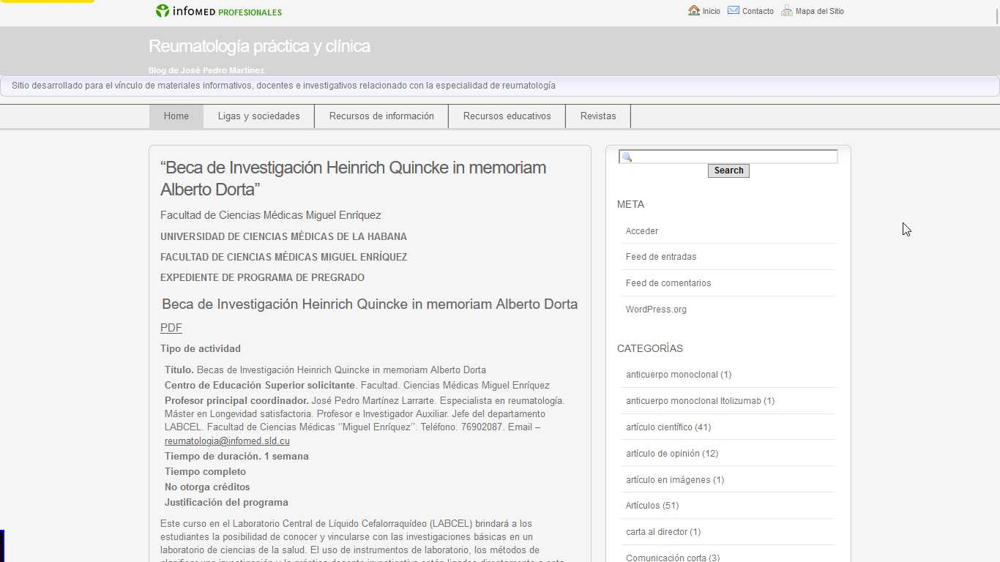 infomed PROFESIONALES
Inicio
Contacto
Mapa del Sitio
Reumatología práctica y clínica
Blog de José Pedro Martínez
Sitio desarrollado para el vínculo de materiales informativos, docentes e investigativos relacionado con la especialidad de reumatología
Home
Ligas y sociedades
Recursos de información
Recursos educativos
Revistas
“Beca de Investigación Heinrich Quincke in memoriam
Alberto Dorta”
Facultad de Ciencias Médicas Miguel Enríquez
UNIVERSIDAD DE CIENCIAS MÉDICAS DE LA HABANA
FACULTAD DE CIENCIAS MÉDICAS MIGUEL ENRÍQUEZ
EXPEDIENTE DE PROGRAMA DE PREGRADO
Beca de Investigación Heinrich Quincke in memoriam Alberto Dorta
PDF
Tipo de actividad
Título. Becas de Investigación Heinrich Quincke in memoriam Alberto Dorta
Centro de Educación Superior solicitante. Facultad. Ciencias Médicas Miguel Enríquez
Profesor principal coordinador. José Pedro Martínez Larrarte. Especialista en reumatología.
Máster en Longevidad satisfactoria. Profesor e Investigador Auxiliar. Jefe del departamento
LABCEL. Facultad de Ciencias Médicas ‘’Miguel Enríquez’’. Teléfono. 76902087. Email –
reumatologia@infomed.sld.cu
Tiempo de duración. 1 semana
Tiempo completo
No otorga créditos
Justificación del programa
Este curso en el Laboratorio Central de Líquido Cefalorraquídeo (LABCEL) brindará a los
estudiantes la posibilidad de conocer y vincularse con las investigaciones básicas en un
laboratorio de ciencias de la salud. El uso de instrumentos de laboratorio, los métodos de
planificar una investigación y la práctica docente investigativa están ligados directamente a esta
Search
META
Acceder
Feed de entradas
Feed de comentarios
WordPress.org
CATEGORÍAS
anticuerpo monoclonal (1)
anticuerpo monoclonal Itolizumab (1)
artículo científico (41)
artículo de opinión (12)
artículo en imágenes (1)
Artículos (51)
carta al director (1)
Comunicación corta (3)